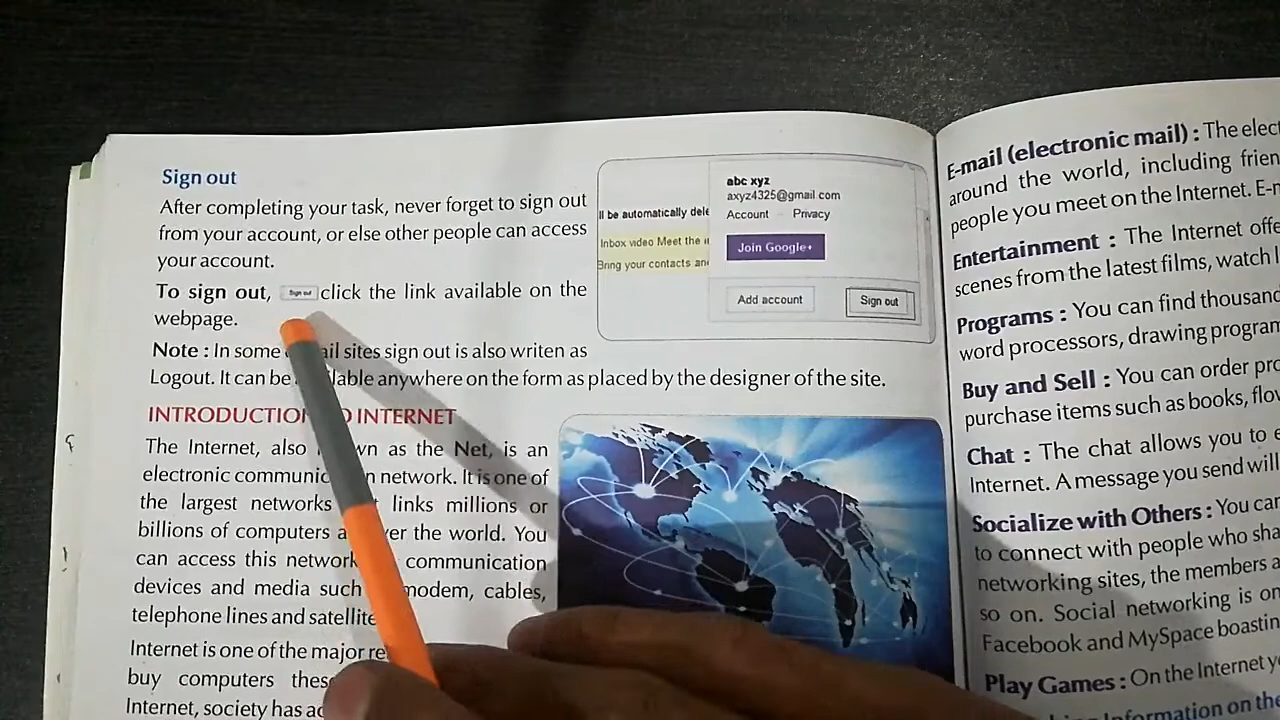 Sign out
After completing your task, never forget to sign out
from your account, or else other people can access
your account.
To sign out, Sign out click the link available on the
webpage.
Note : In some ail sites sign out is also writen as
Logout. It can be lable anywhere on the form as placed by the designer of the site.
ll be automatically dele
Inbox video Meet the
Bring your contacts an
abc xyz
axyz4325@gmail.com
Account Privacy
Join Google+
Add account
Sign out
INTRODUCTION O INTERNET
The Internet, also wn as the Net, is an
electronic communic n network. It is one of
the largest networks links millions or
billions of computers a er the world. You
can access this network communication
devices and media such modem, cables,
telephone lines and satellite
Internet is one of the major re
buy computers thes
Internet, society has ac
E-mail (electronic mail) : The elect
around the world, including frien
people you meet on the Internet. E-m
Entertainment : The Internet offe
scenes from the latest films, watch l
Programs : You can find thousand
word processors, drawing program
Buy and Sell : You can order pro
purchase items such as books, flow
Chat : The chat allows you to e
Internet. A message you send will
Socialize with Others : You can
to connect with people who sha
networking sites, the members a
so on. Social networking is on
Facebook and MySpace boastin
Play Games : On the Internet y
Information on the